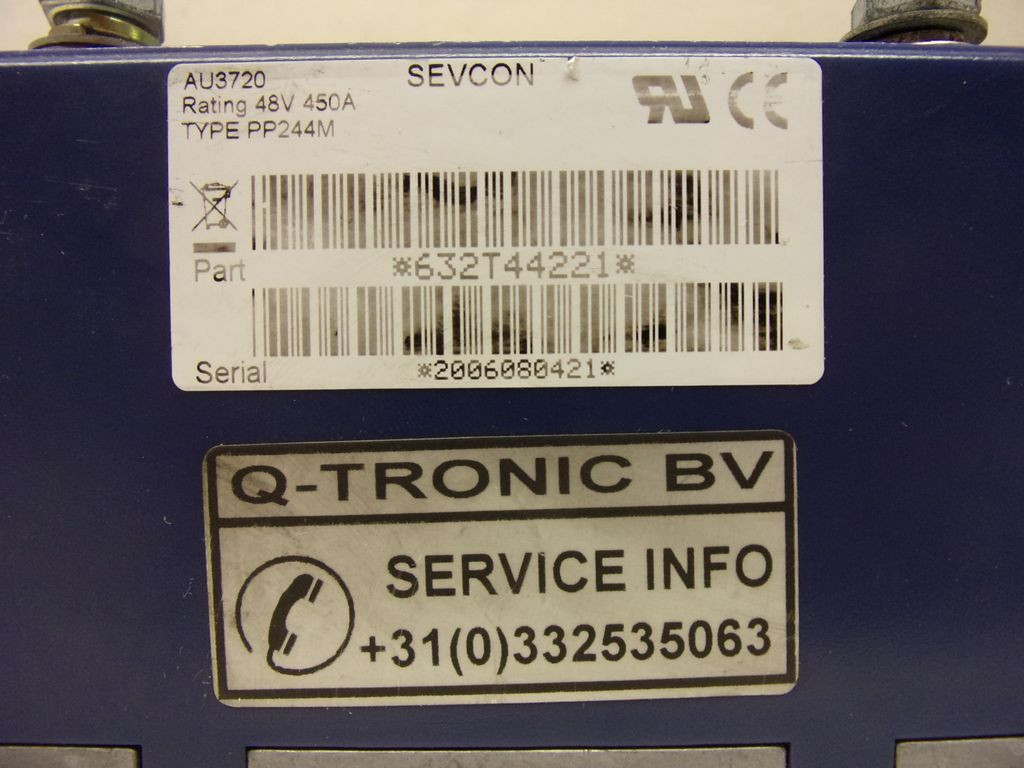 AU3720
SEVCON
Rating 48V 450A
TYPE PP244M
Part
*632T44221*
Serial
*2006080421*
Q-TRONIC BV
SERVICE INFO
+31(0)332535063